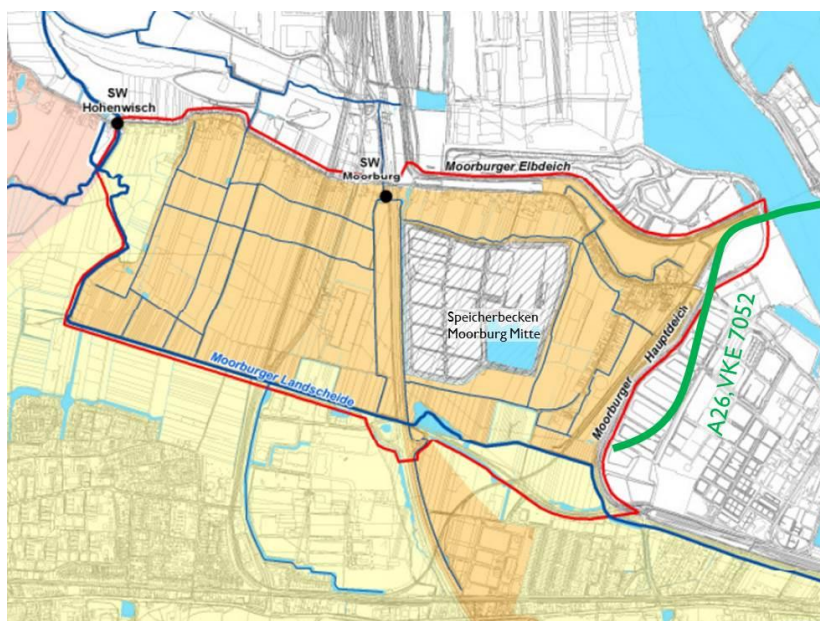 SW
Hohenwisch
SW
Moorburg
Moorburger Elbdeich
Speicherbecken
Moorburg Mitte
Moorburger Hauptdeich
A26, VKE 7052
Moorburger Landscheide